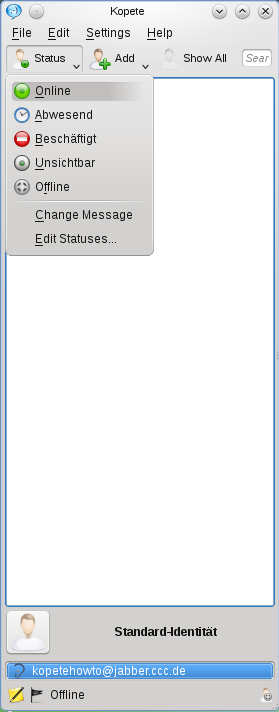 Kopete
File Edit Settings Help
Status Add Show All Sear
Online
Abwesend
Beschäftigt
Unsichtbar
Offline
Change Message
Edit Statuses...
Standard-Identität
kopetehowto@jabber.ccc.de
Offline